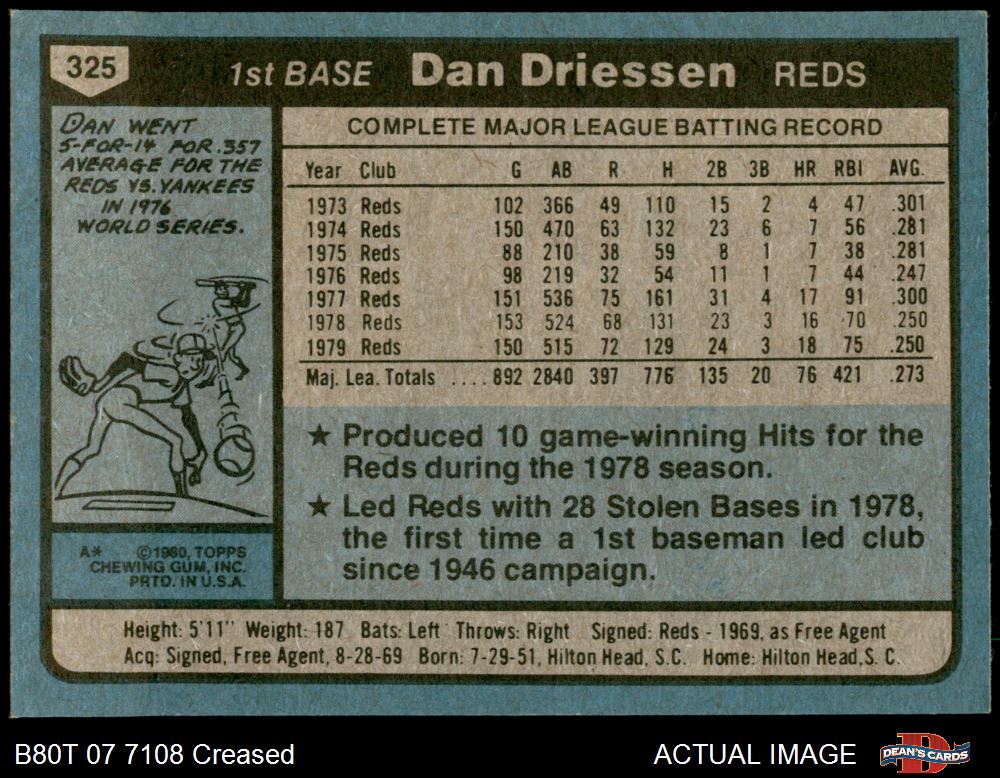 325
1st BASE Dan Driessen REDS
DAN WENT
5-FOR-14 FOR .357
AVERAGE FOR THE
REDS VS. YANKEES
IN 1976
WORLD SERIES.
COMPLETE MAJOR LEAGUE BATTING RECORD
Year Club G AB R H 2B 3B HR RBI AVG.
1973 Reds 102 366 49 110 15 2 4 47 .301
1974 Reds 150 470 63 132 23 6 7 56 .281
1975 Reds 88 210 38 59 8 1 7 38 .281
1976 Reds 98 219 32 54 11 1 7 44 .247
1977 Reds 151 536 75 161 31 4 17 91 .300
1978 Reds 153 524 68 131 23 3 16 70 .250
1979 Reds 150 515 72 129 24 3 18 75 .250
Maj. Lea. Totals ....892 2840 397 776 135 20 76 421 .273
★ Produced 10 game-winning Hits for the
Reds during the 1978 season.
★ Led Reds with 28 Stolen Bases in 1978,
the first time a 1st baseman led club
since 1946 campaign.
A* ©1980, TOPPS
CHEWING GUM, INC.
PRTD. IN U.S.A.
Height: 5'11" Weight: 187 Bats: Left Throws: Right Signed: Reds - 1969, as Free Agent
Acq: Signed, Free Agent, 8-28-69 Born: 7-29-51, Hilton Head, S.C. Home: Hilton Head, S. C.
B80T 07 7108 Creased
ACTUAL IMAGE
DEAN'S CARDS